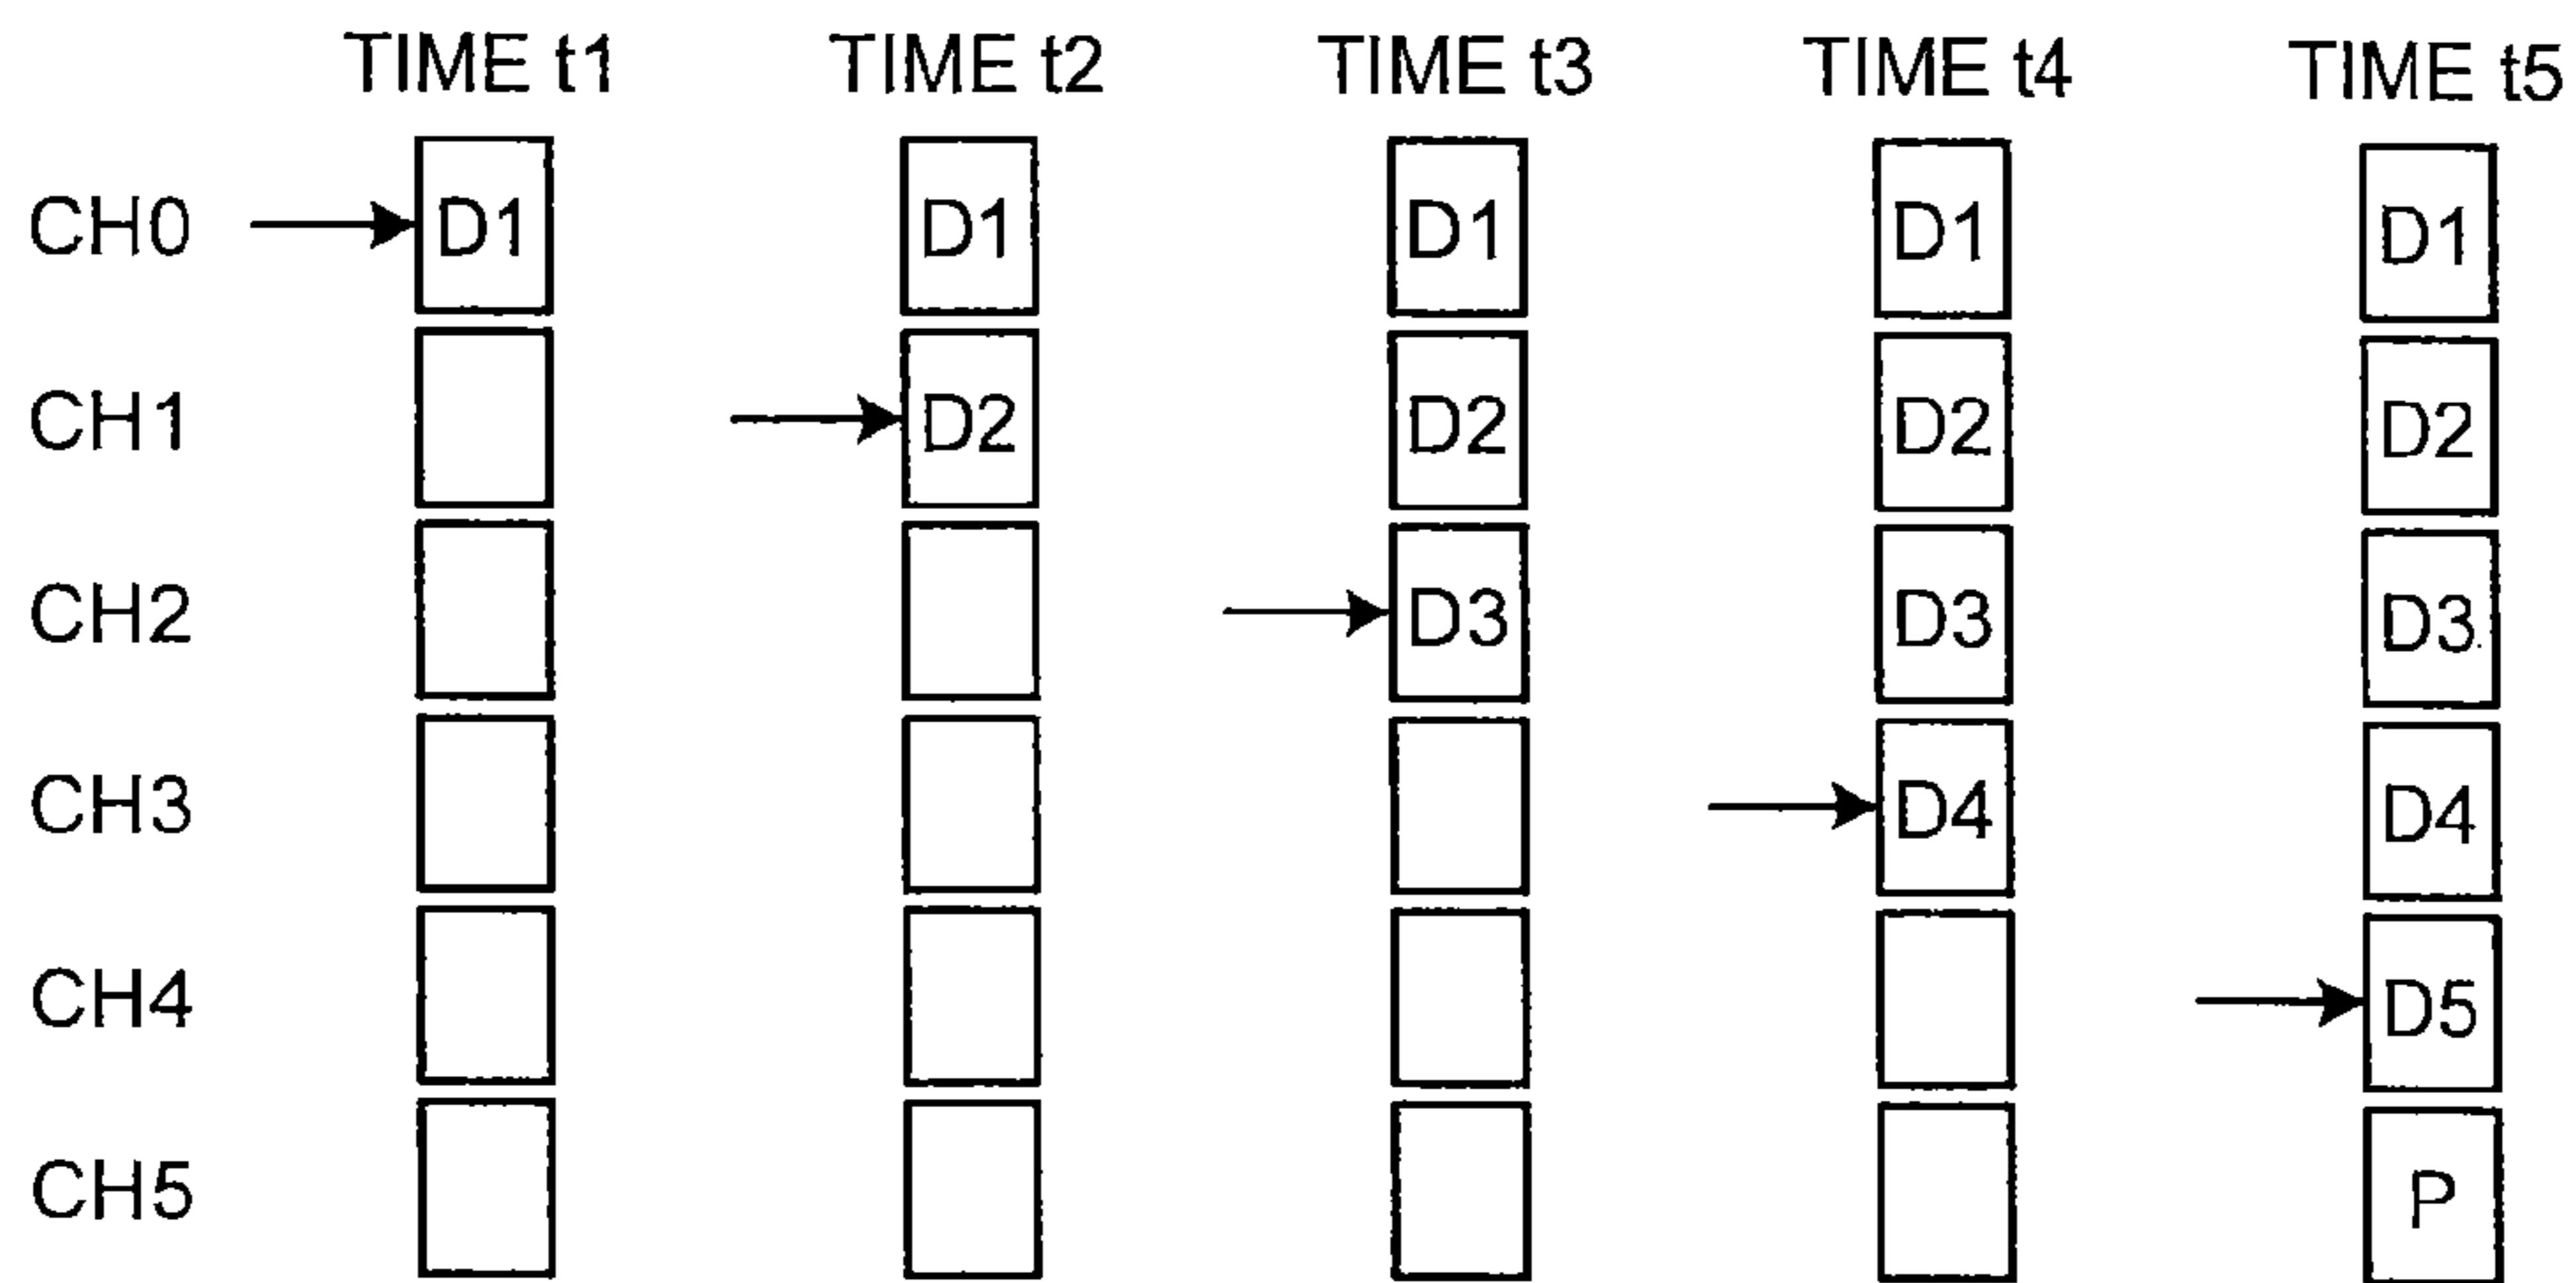 TIME t1 TIME t2 TIME t3 TIME t4 TIME t5
CH0 D1 D1 D1 D1 D1
CH1 D2 D2 D2 D2
CH2 D3 D3 D3
CH3 D4 D4
CH4 D5
CH5 P